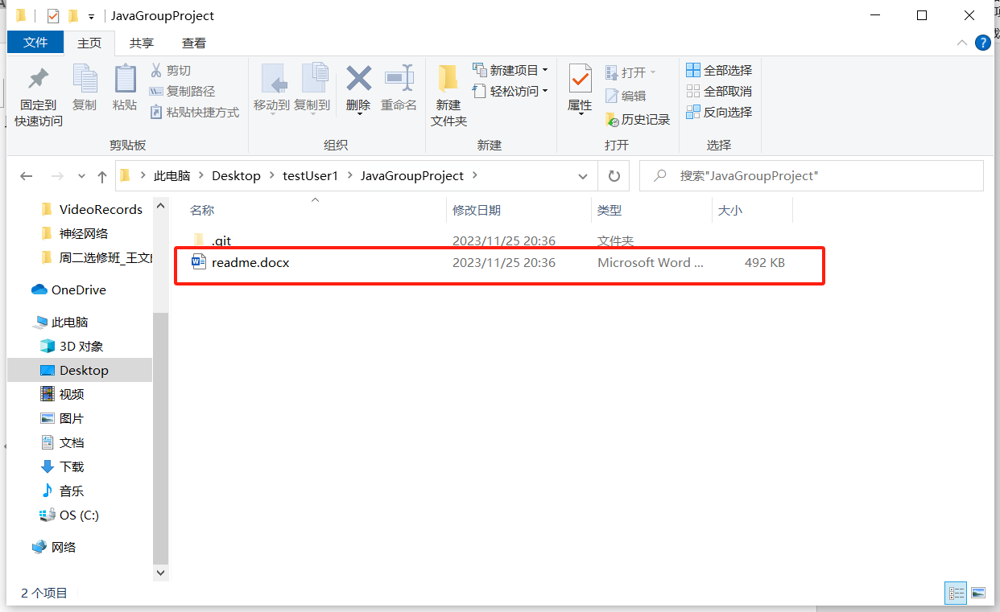 JavaGroupProject
文件 主页 共享 查看
固定到
快速访问
复制
粘贴
剪切
复制路径
粘贴快捷方式
剪贴板
移动到 复制到 删除 重命名
组织
新建
文件夹
新建项目
轻松访问
新建
属性
打开
编辑
历史记录
打开
全部选择
全部取消
反向选择
选择
此电脑 Desktop testUser1 JavaGroupProject
搜索"JavaGroupProject"
名称 修改日期 类型 大小
.git 2023/11/25 20:36 文件夹
readme.docx 2023/11/25 20:36 Microsoft Word ... 492 KB
VideoRecords
神经网络
周二选修班_王文
OneDrive
此电脑
3D 对象
Desktop
视频
图片
文档
下载
音乐
OS (C:)
网络
2 个项目